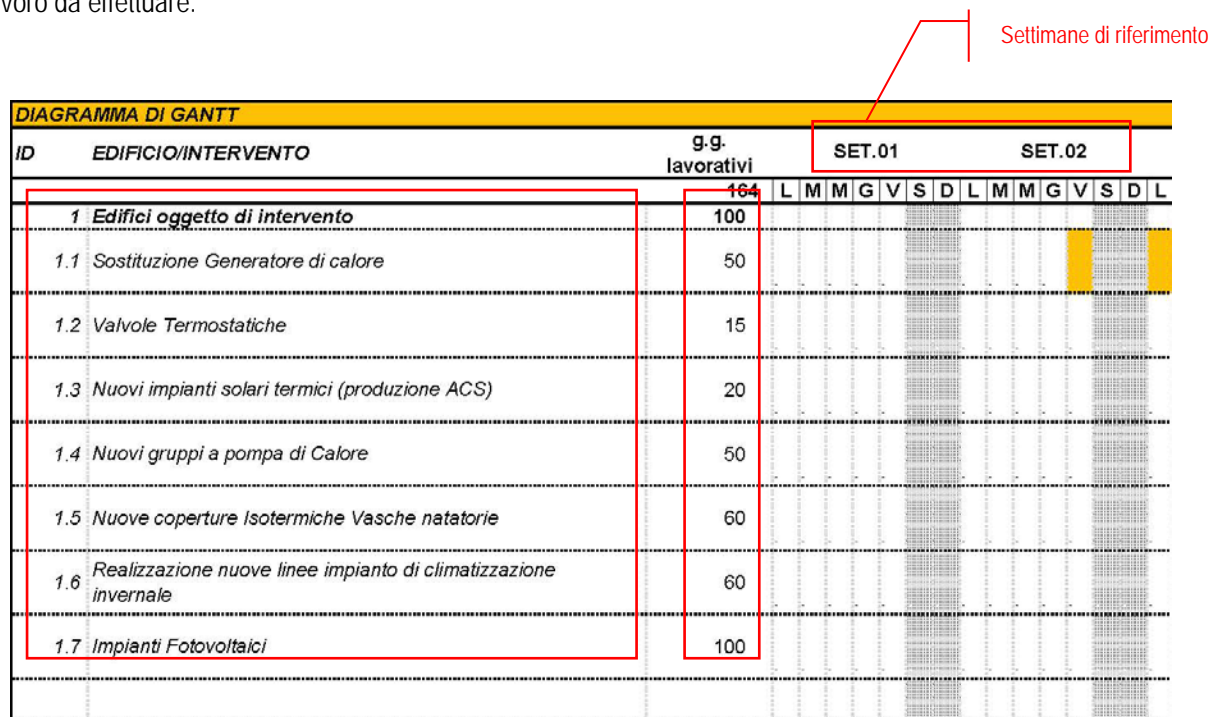 voro da effettuare.
Settimane di riferimento
DIAGRAMMA DI GANTT
ID EDIFICIO/INTERVENTO g.g. lavorativi SET.01 SET.02
164 L M M G V S D L M M G V S D L
1 Edifici oggetto di intervento 100
1.1 Sostituzione Generatore di calore 50
1.2 Valvole Termostatiche 15
1.3 Nuovi impianti solari termici (produzione ACS) 20
1.4 Nuovi gruppi a pompa di Calore 50
1.5 Nuove coperture Isotermiche Vasche natatorie 60
1.6 Realizzazione nuove linee impianto di climatizzazione
invernale 60
1.7 Impianti Fotovoltaici 100